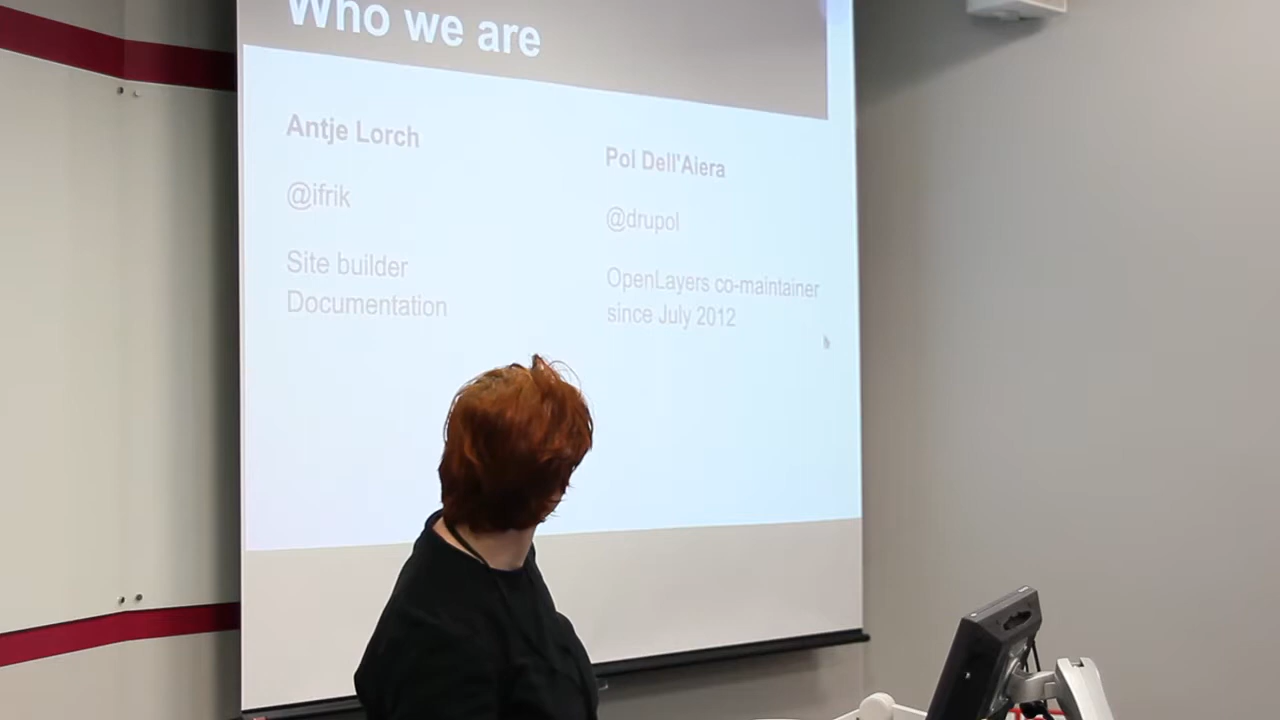 Who we are
Antje Lorch
@ifrik
Site builder
Documentation
Pol Dell'Aiera
@drupol
OpenLayers co-maintainer
since July 2012